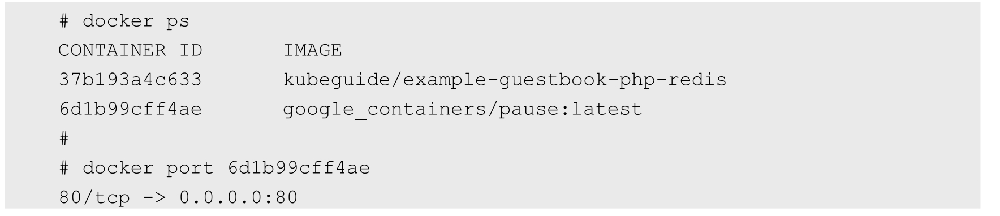 # docker ps
CONTAINER ID       IMAGE
37b193a4c633       kubeguide/example-guestbook-php-redis
6d1b99cff4ae       google_containers/pause:latest
#
# docker port 6d1b99cff4ae
80/tcp -> 0.0.0.0:80